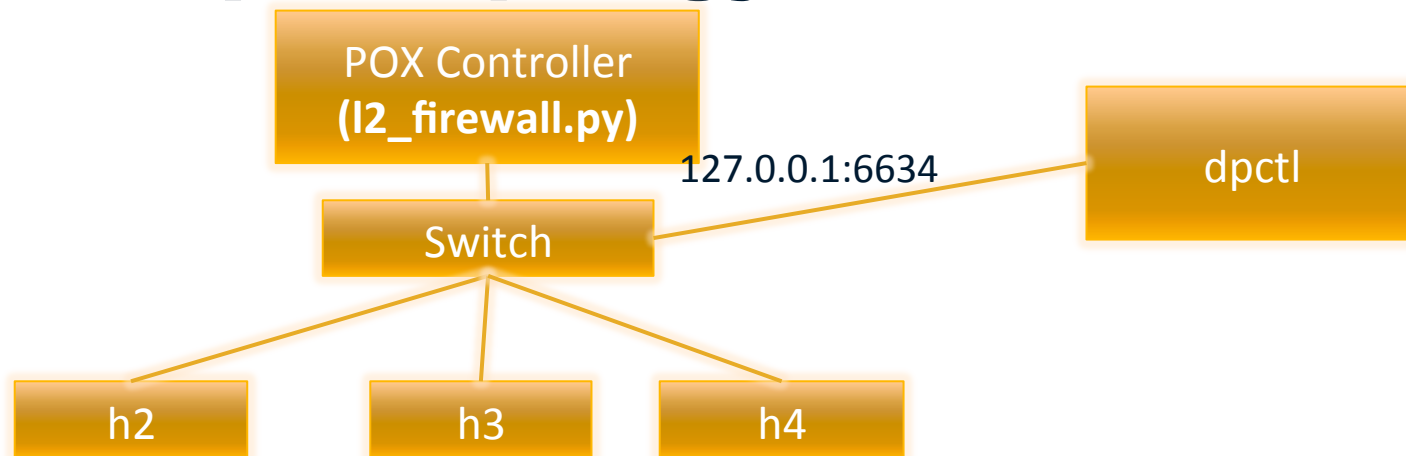 POX Controller
(l2_firewall.py)
127.0.0.1:6634
dpctl
Switch
h2
h3
h4